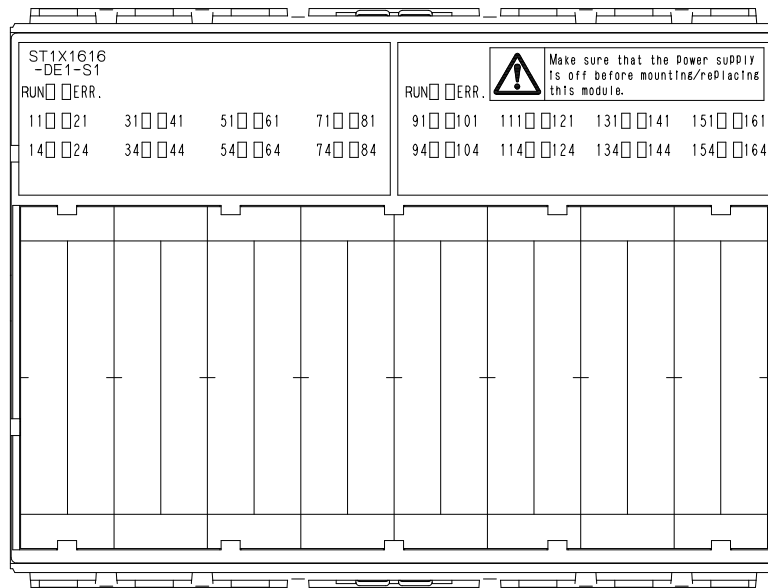 ST1X1616
-DE1-S1
RUN ERR.
11 21 31 41 51 61 71 81
14 24 34 44 54 64 74 84
Make sure that the power supply
is off before mounting/replacing
this module.
RUN ERR.
91 101 111 121 131 141 151 161
94 104 114 124 134 144 154 164